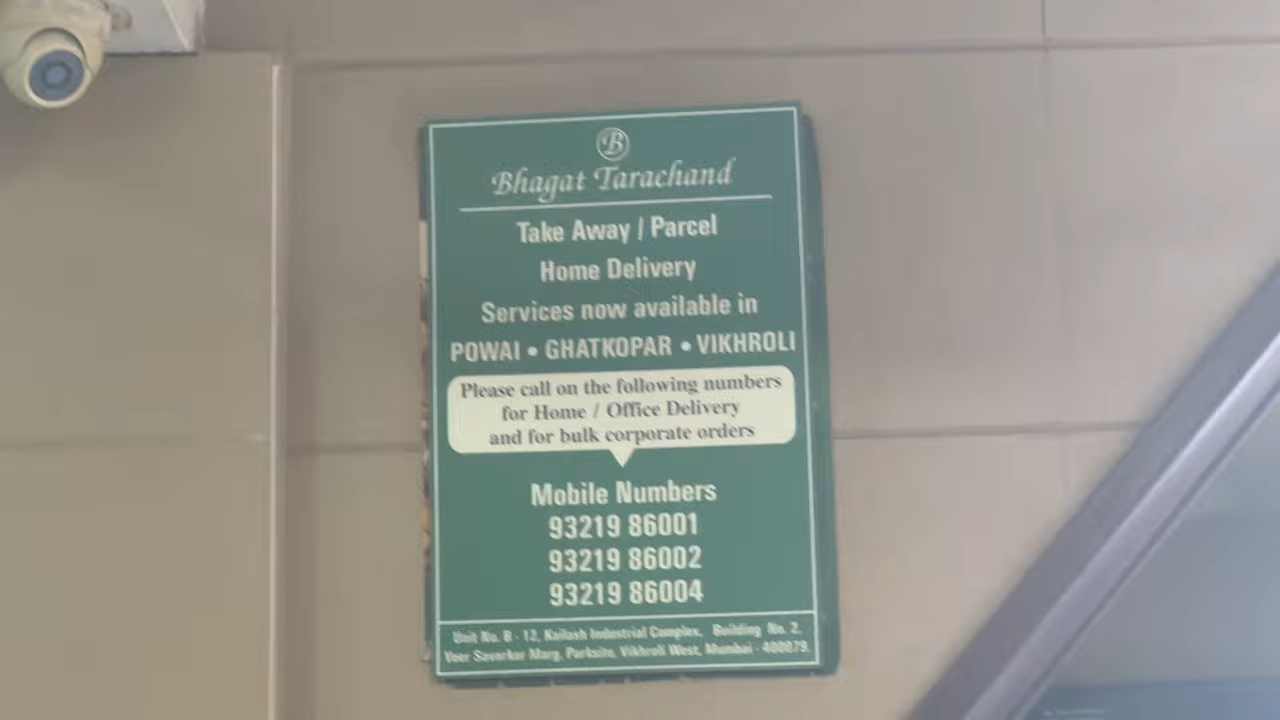 B
Bhagat Tarachand
Take Away / Parcel
Home Delivery
Services now available in
POWAI • GHATKOPAR • VIKHROLI
Please call on the following numbers
for Home / Office Delivery
and for bulk corporate orders
Mobile Numbers
93219 86001
93219 86002
93219 86004
Unit No. B - 12, Kailash Industrial Complex, Building No. 2,
Veer Savarkar Marg, Parksite, Vikhroli West, Mumbai - 400079.